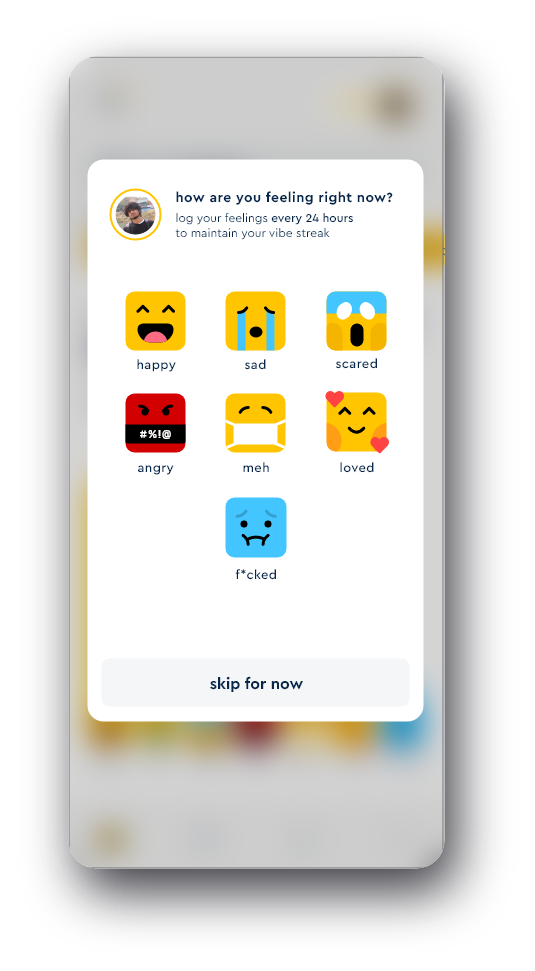 how are you feeling right now?
log your feelings every 24 hours
to maintain your vibe streak
happy
sad
scared
#%!@
angry
meh
loved
f*cked
skip for now